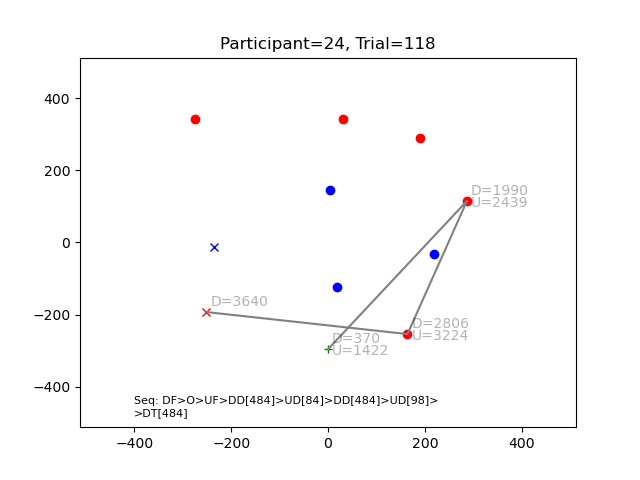 Participant=24, Trial=118
400
200
0
−200
−400
D=1990
U=2439
D=3640
D=2806
U=3224
D=370
U=1422
Seq: DF>O>UF>DD[484]>UD[84]>DD[484]>UD[98]>
>DT[484]
−400
−200
0
200
400